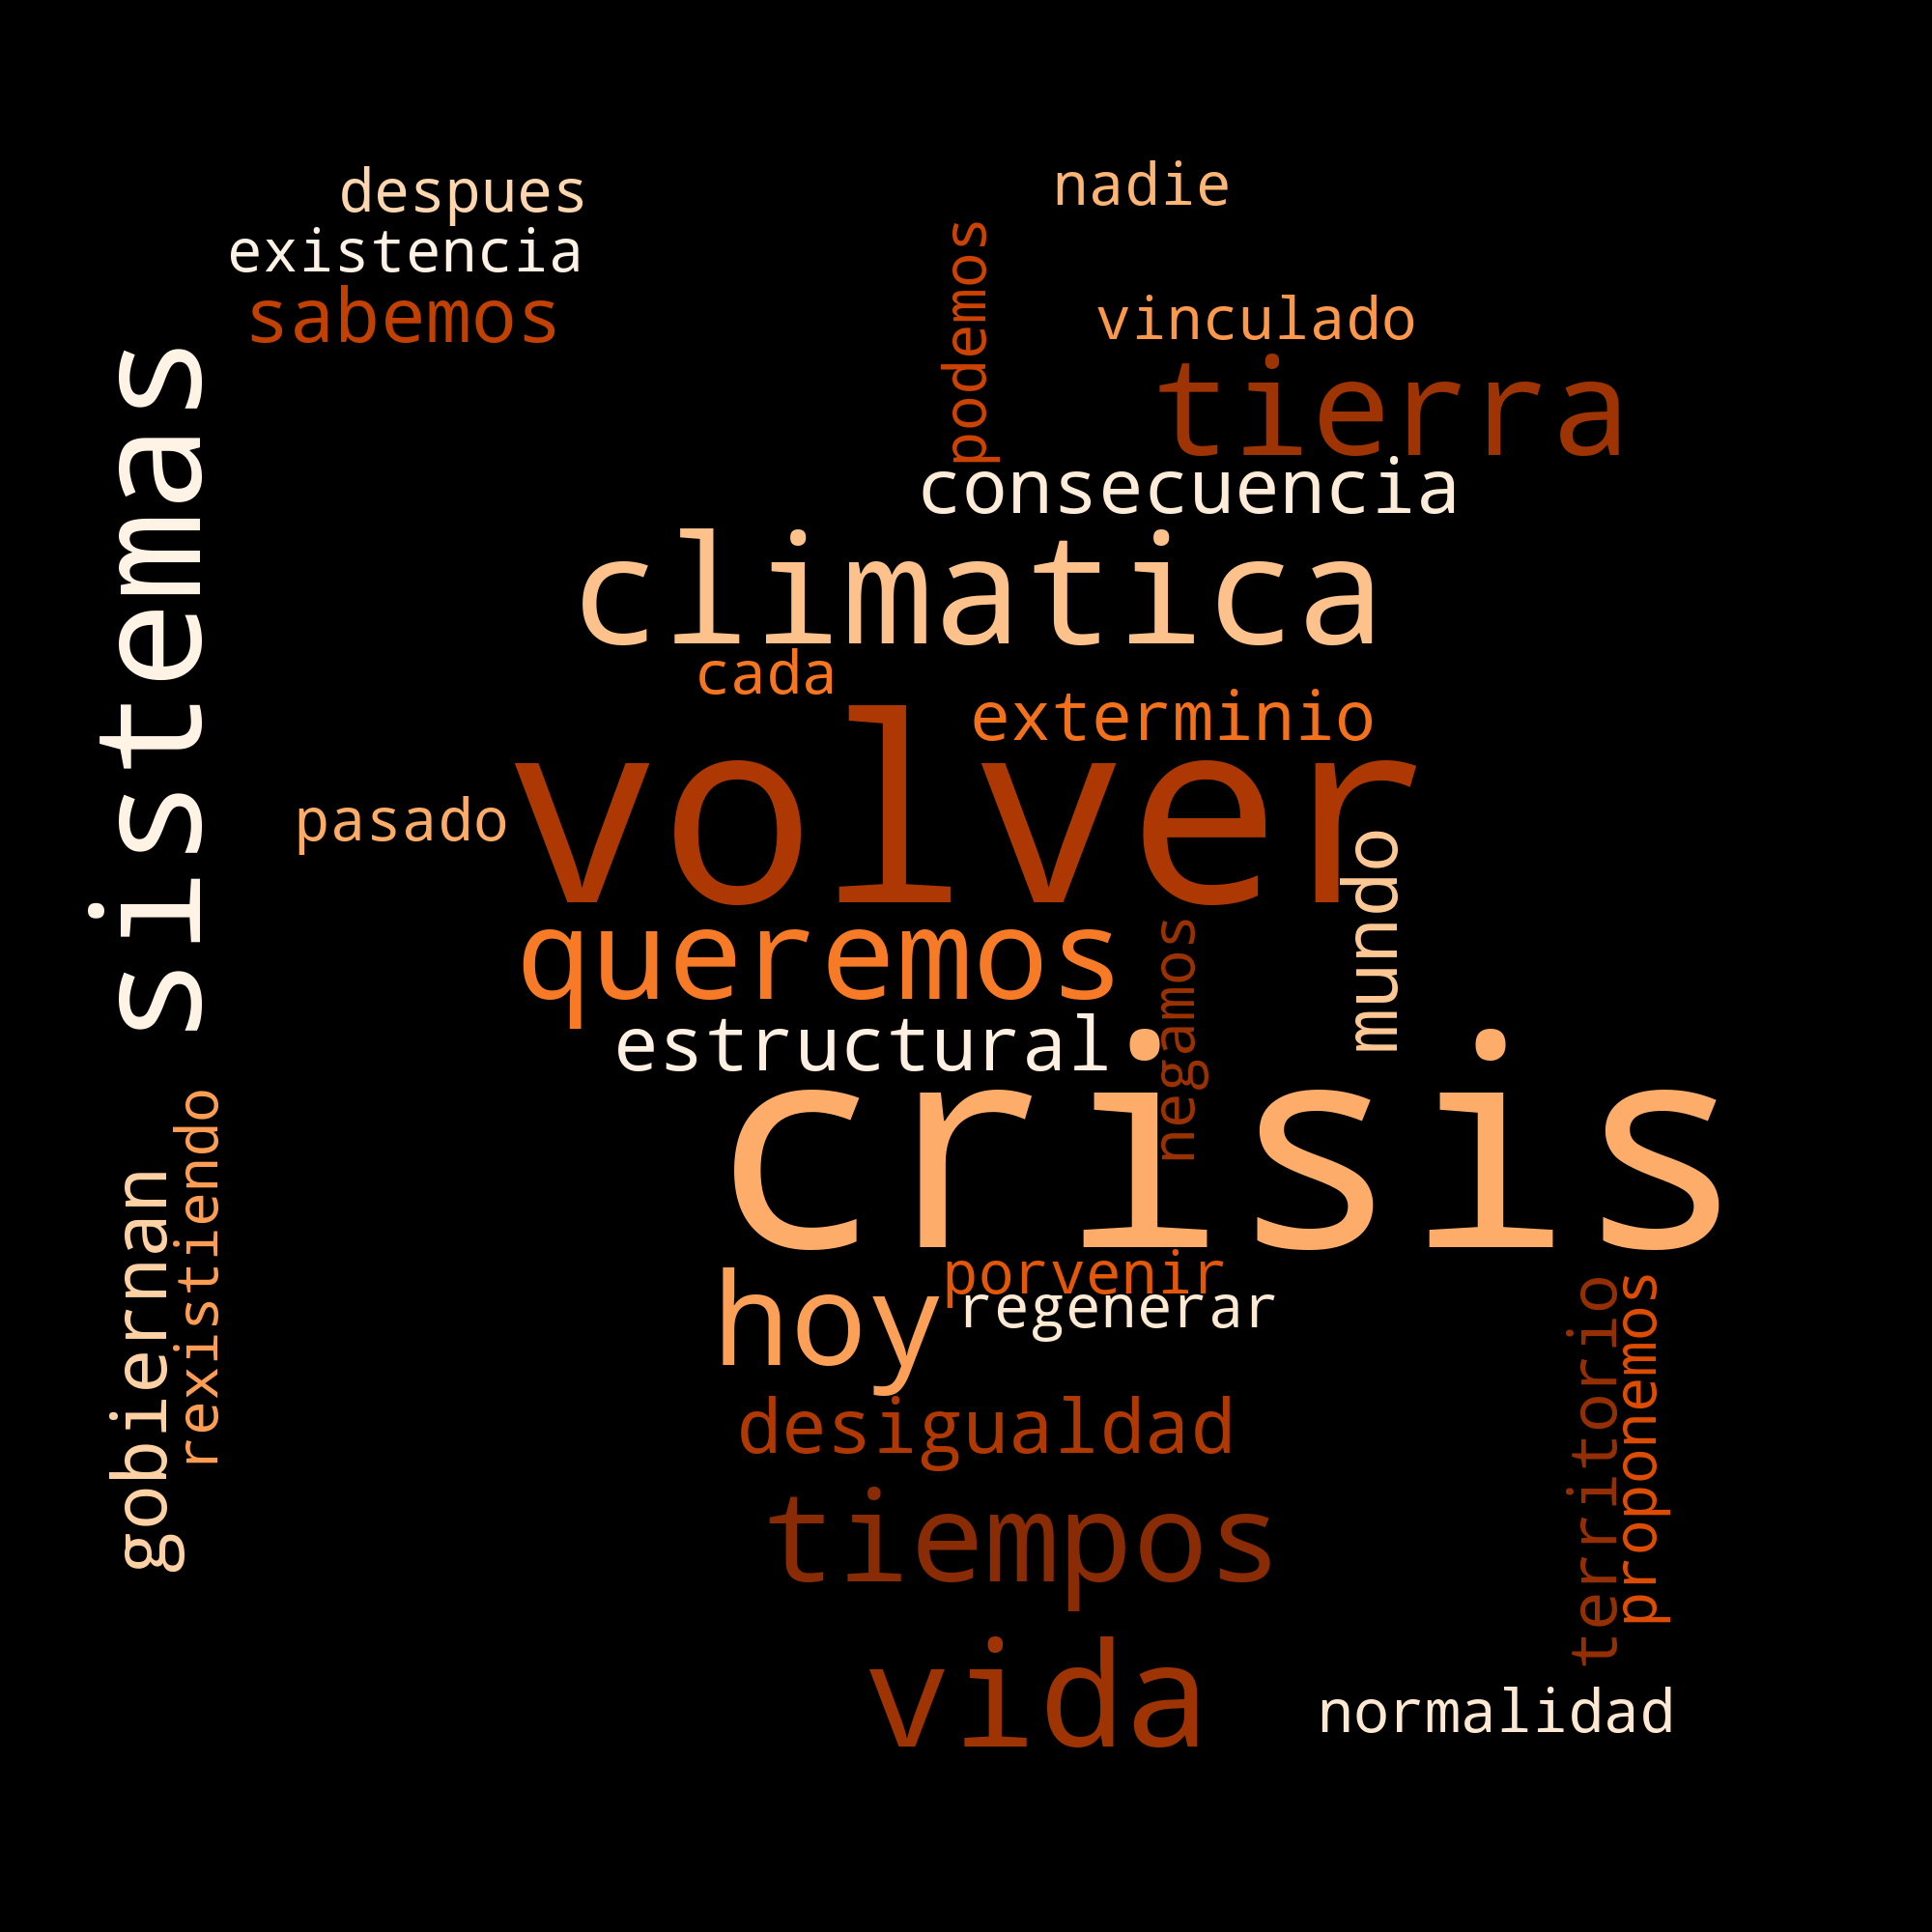 despues
nadie
existencia
podemos
sabemos
vinculado
sistemas
tierra
consecuencia
climatica
cada
exterminio
volver
pasado
mundo
queremos
negamos
estructural
crisis
rexistiendo
gobiernan
porvenir
hoy
regenerar
territorio
proponemos
desigualdad
tiempos
vida
normalidad